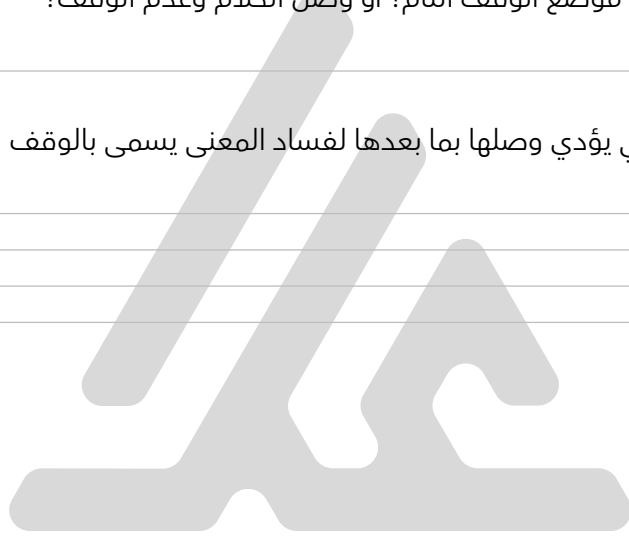 موضع الوقف التام؟ أو وصل الكلام وعدم الوقف؟
يؤدي وصلها بما بعدها لفساد المعنى يسمى بالوقف